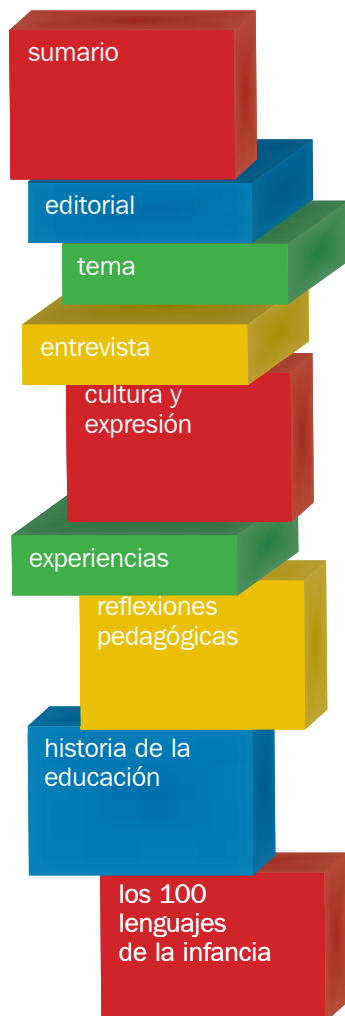 sumario
editorial
tema
entrevista
cultura y
expresión
experiencias
reflexiones
pedagógicas
historia de la
educación
los 100
lenguajes
de la infancia